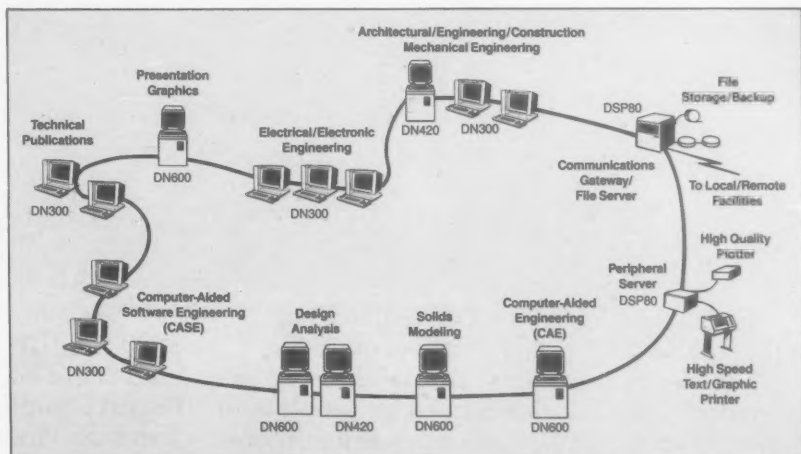 Architectural/Engineering/Construction
Mechanical Engineering
Presentation
Graphics
File
Storage/Backup
DSP80
Technical
Publications
Electrical/Electronic
Engineering
DN420
DN300
DN600
Communications
Gateway/
File Server
To Local/Remote
Facilities
DN300
DN300
High Quality
Plotter
Peripheral
Server
DSP80
Computer-Aided
Software Engineering
(CASE)
Design
Analysis
Solids
Modeling
Computer-Aided
Engineering
(CAE)
DN300
High Speed
Text/Graphic
Printer
DN600
DN420
DN600
DN600